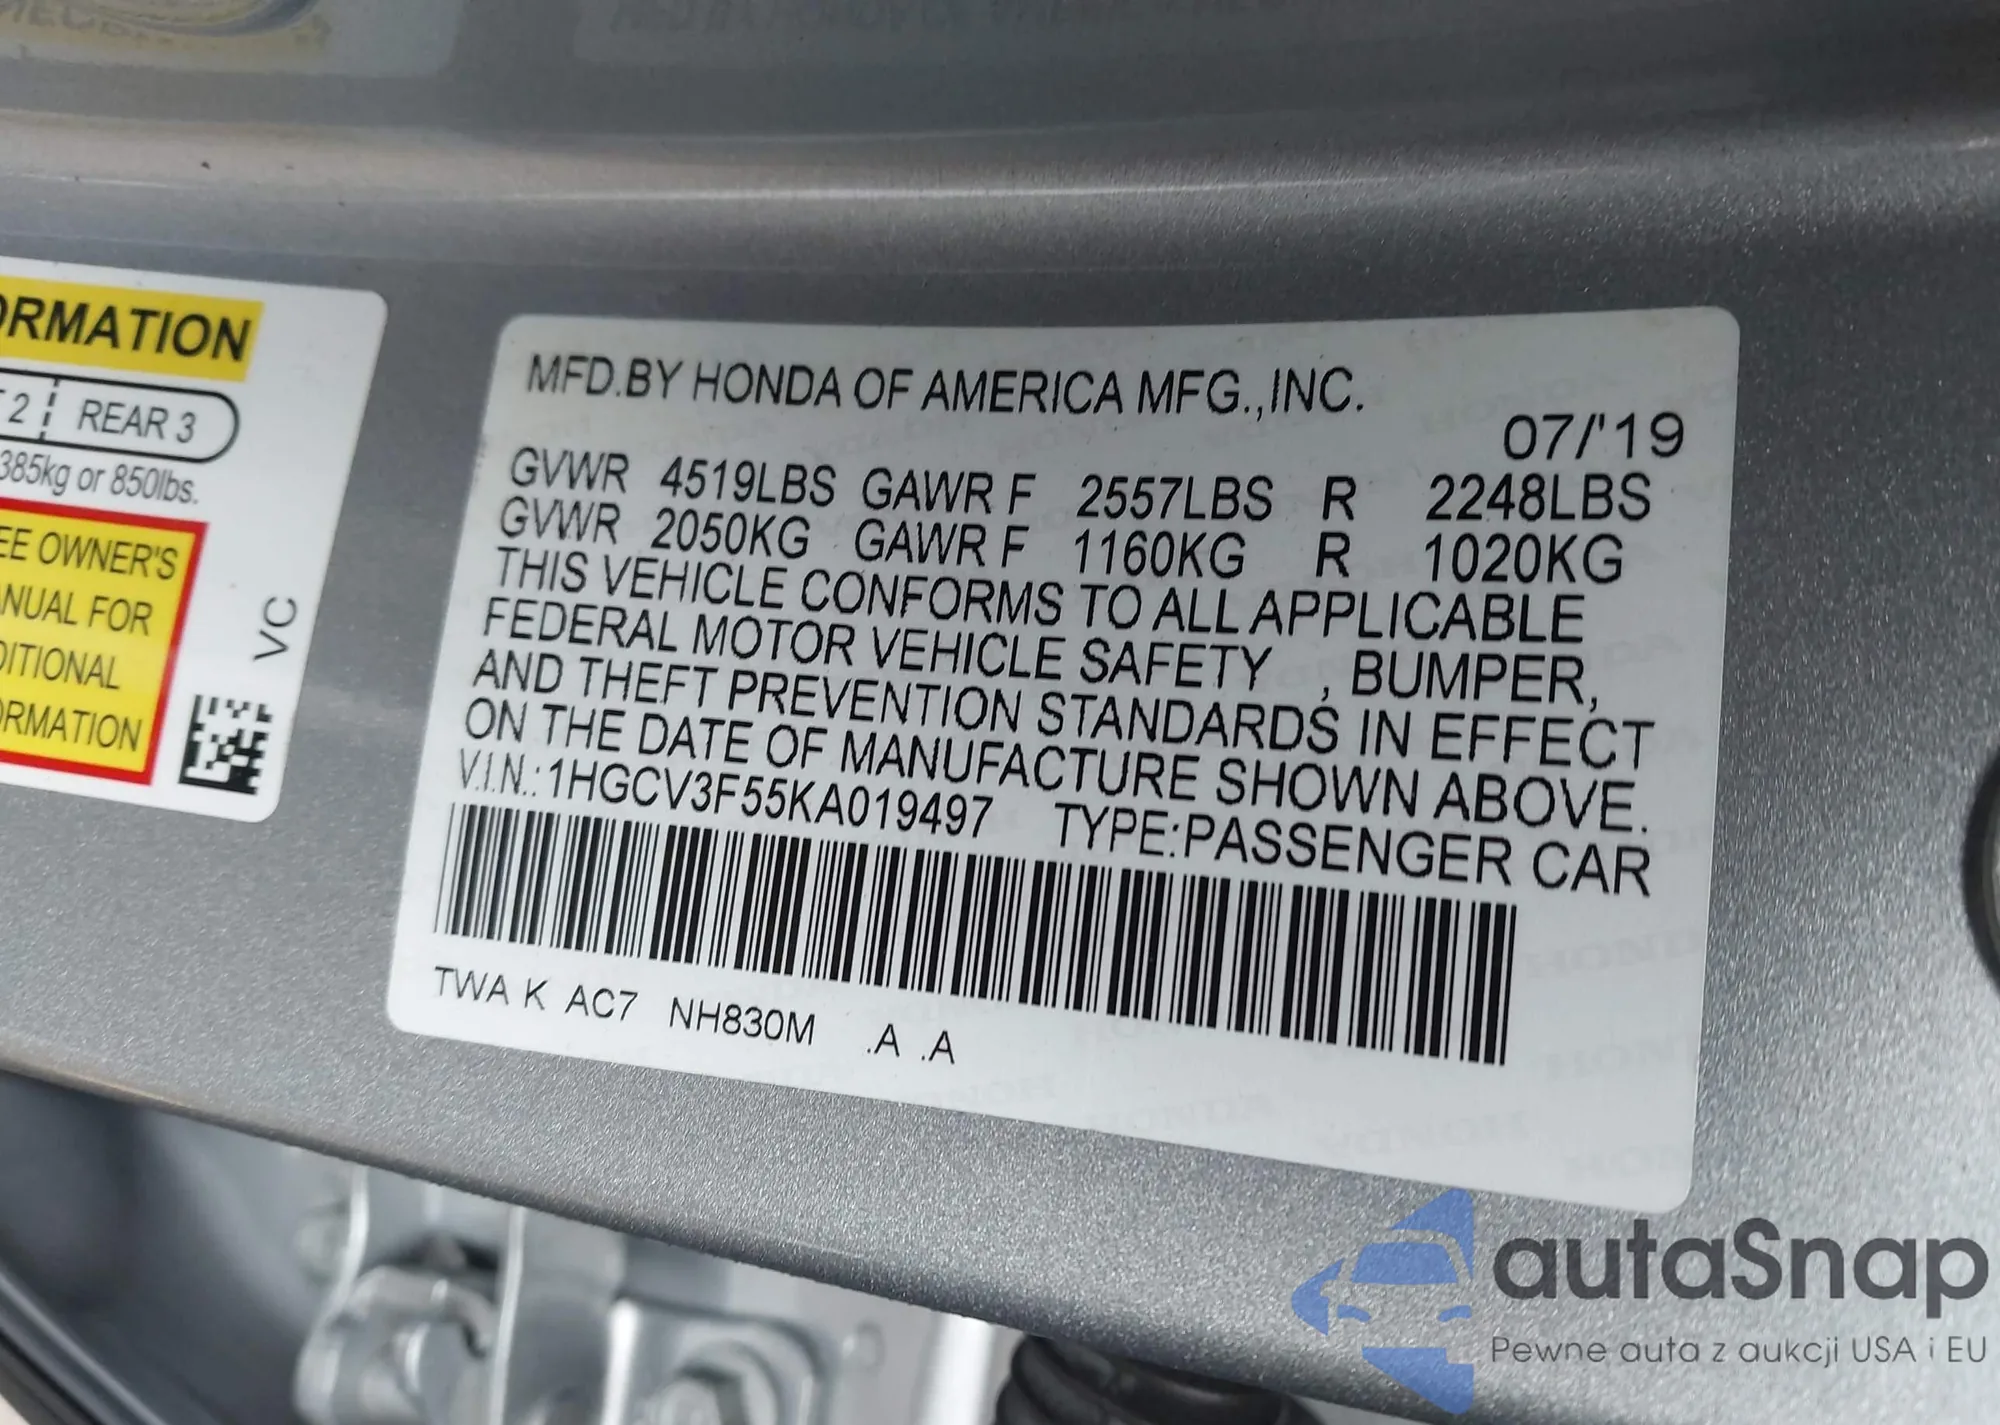 ORMATION
2 REAR 3
385kg or 850lbs.
EE OWNER'S
ANUAL FOR
DITIONAL
ORMATION
VC
MFD.BY HONDA OF AMERICA MFG.,INC.
07/'19
GVWR 4519LBS GAWR F 2557LBS R 2248LBS
GVWR 2050KG GAWR F 1160KG R 1020KG
THIS VEHICLE CONFORMS TO ALL APPLICABLE
FEDERAL MOTOR VEHICLE SAFETY , BUMPER,
AND THEFT PREVENTION STANDARDS IN EFFECT
ON THE DATE OF MANUFACTURE SHOWN ABOVE.
V.I.N.: 1HGCV3F55KA019497 TYPE:PASSENGER CAR
TWA K AC7 NH830M .A .A
autaSnap
Pewne auta z aukcji USA i EU